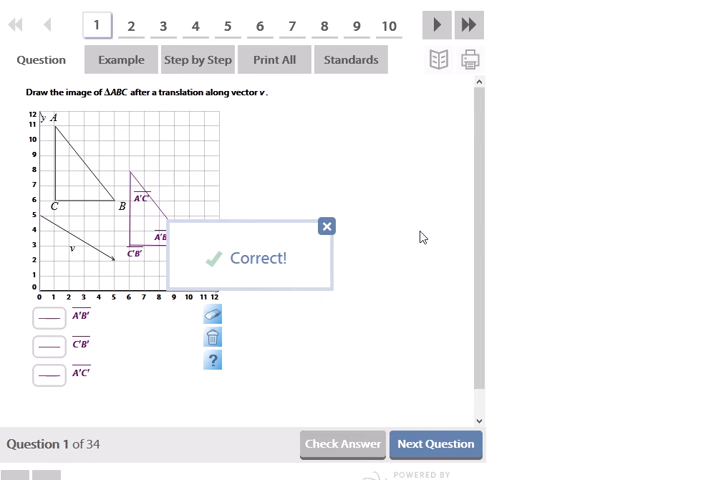 1 2 3 4 5 6 7 8 9 10
Question Example Step by Step Print All Standards
Draw the image of ΔABC after a translation along vector v.
12 y A
11
10
9
8
7 A'C'
6 C B
5
4 A'B
3 v C'B'
2
1
0
0 1 2 3 4 5 6 7 8 9 10 11 12
Correct!
A'B'
C'B'
A'C'
?
Question 1 of 34 Check Answer Next Question
POWERED BY